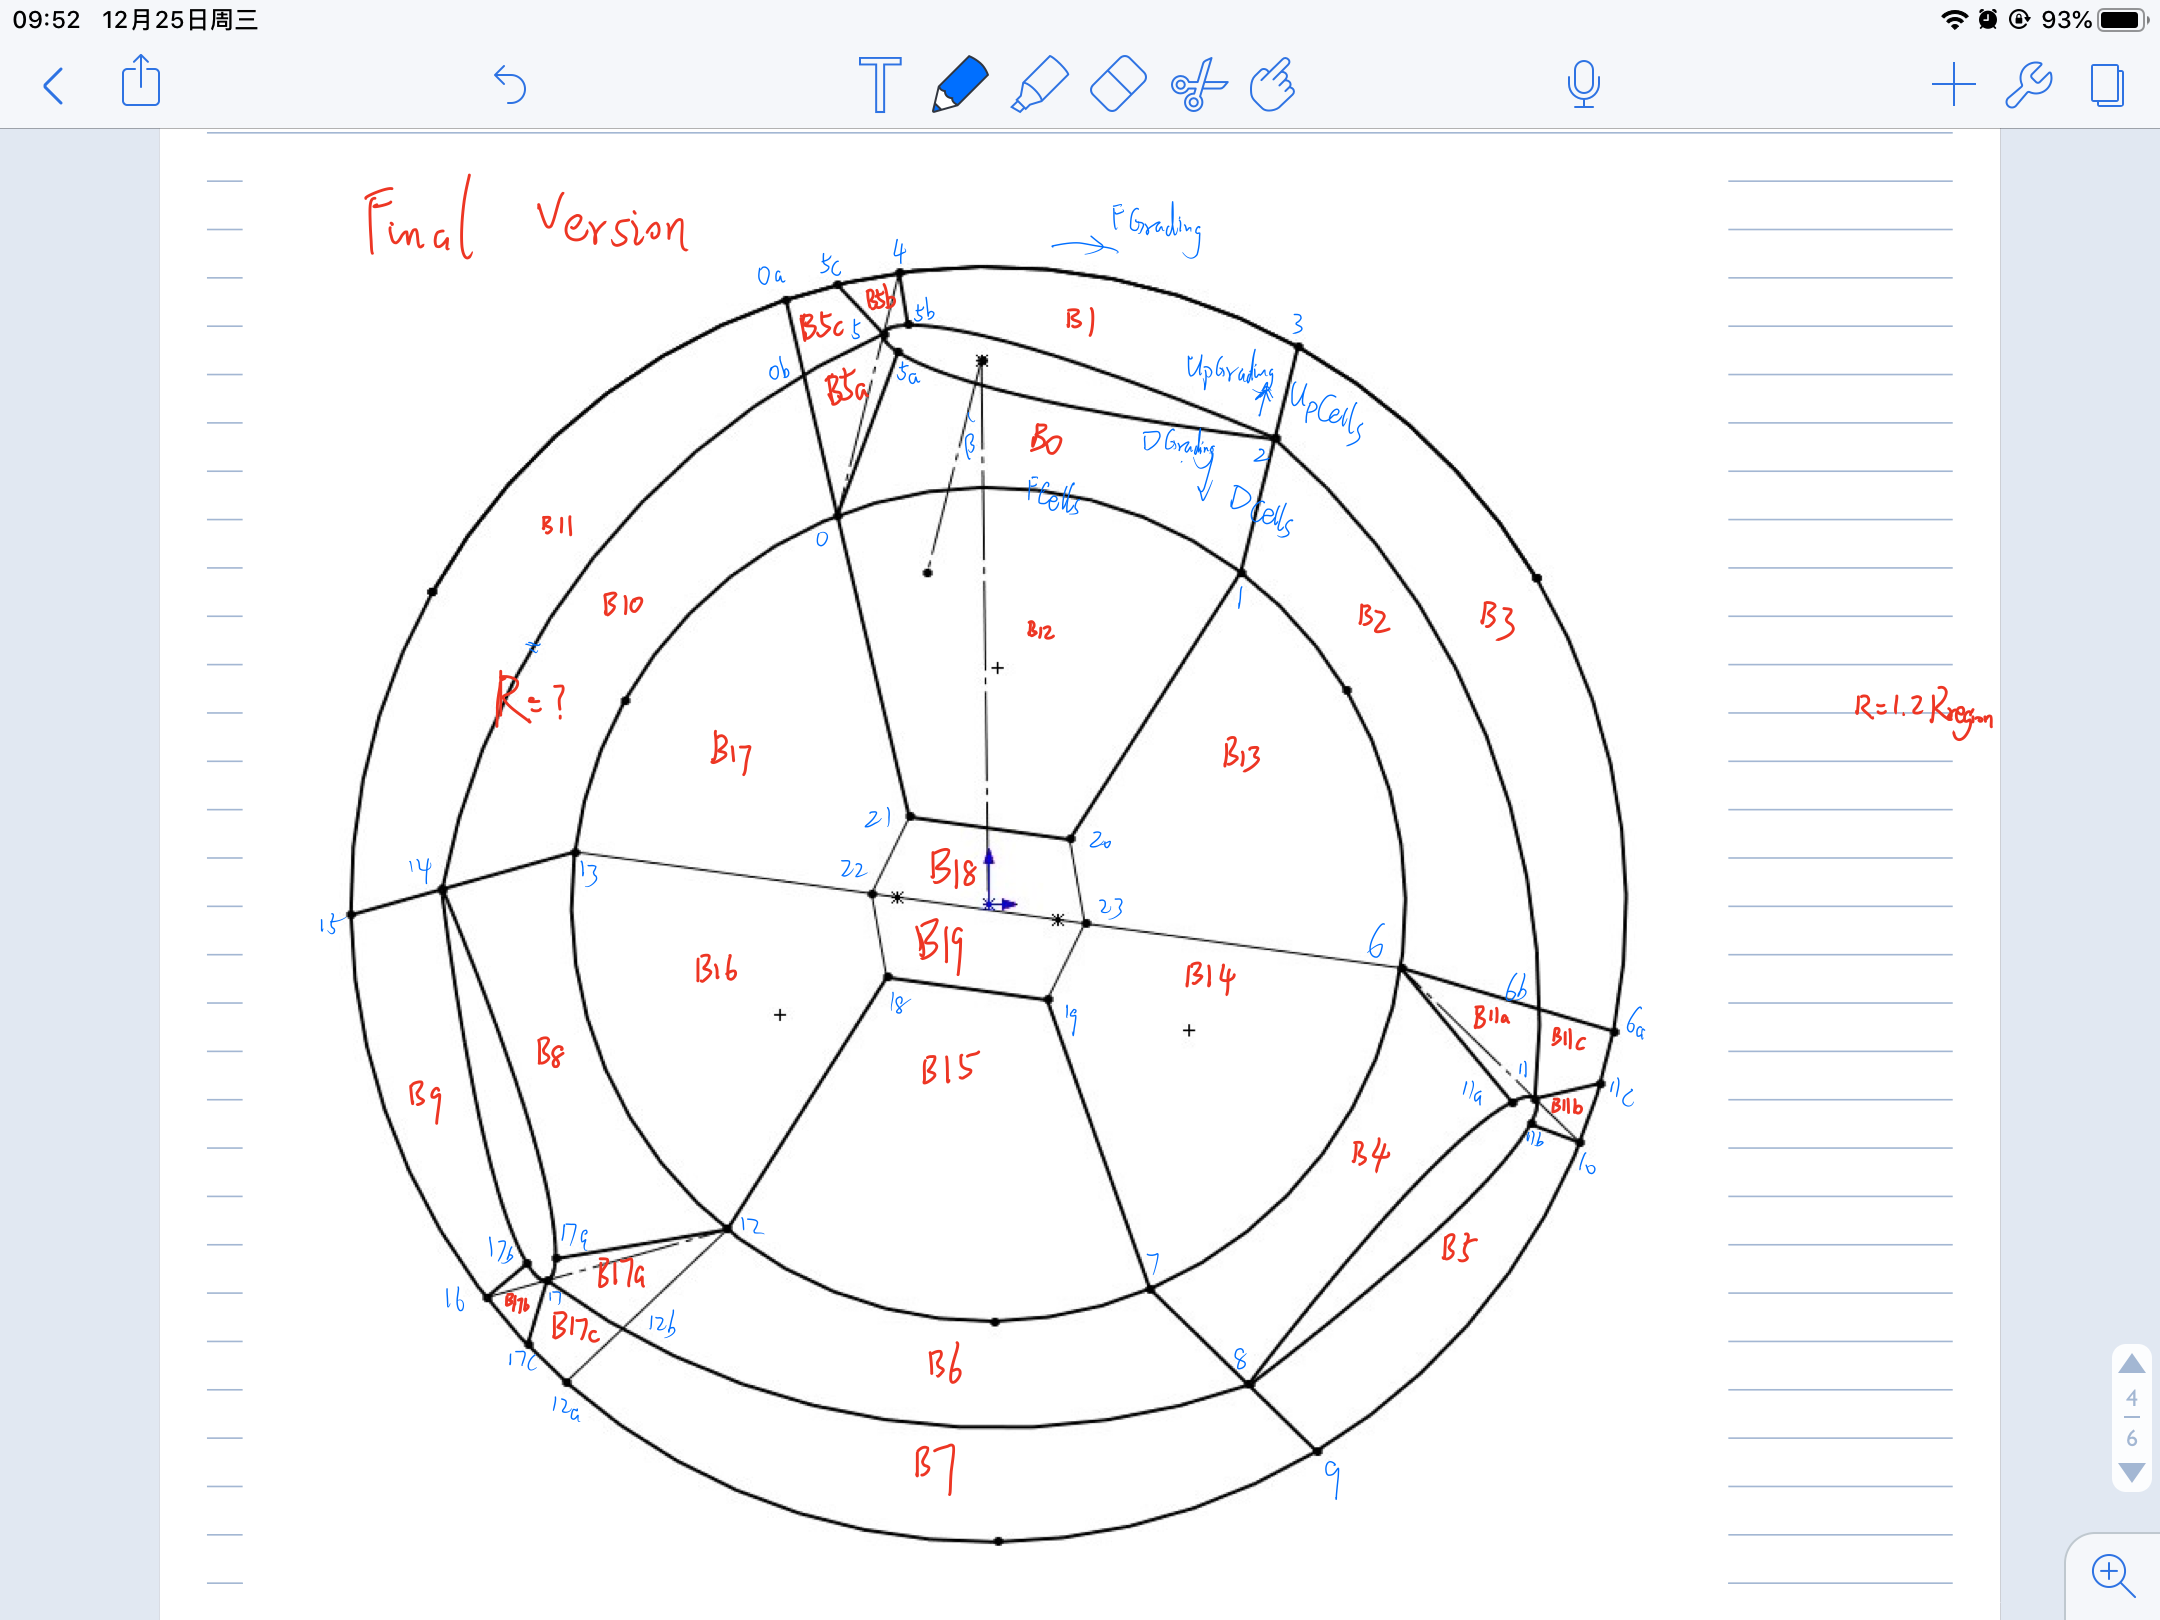 09:52 12月25日周三
93%
Final Version
FGrading
0a 5c 4
B5b
B5c 5 5b B1 3
0b B5a 5a UpGrading UpCells
β B0 DGrading 2
FCells DCells
B11 0
B10 1 B2 B3
B12
R=? R=1.2 Rregion
B17 B13
21 20
14 13 22 B18 23
15 B19 6
B16 B14 6b 6a
18 19 B11a B11c
B8 B15 11 11c
B9 11a B11b
11b 10
B4
17b 17a 12 7 B5
16 B17b 17 B17a
B17c 12b
17c B6 8
12a
B7 9
4
6